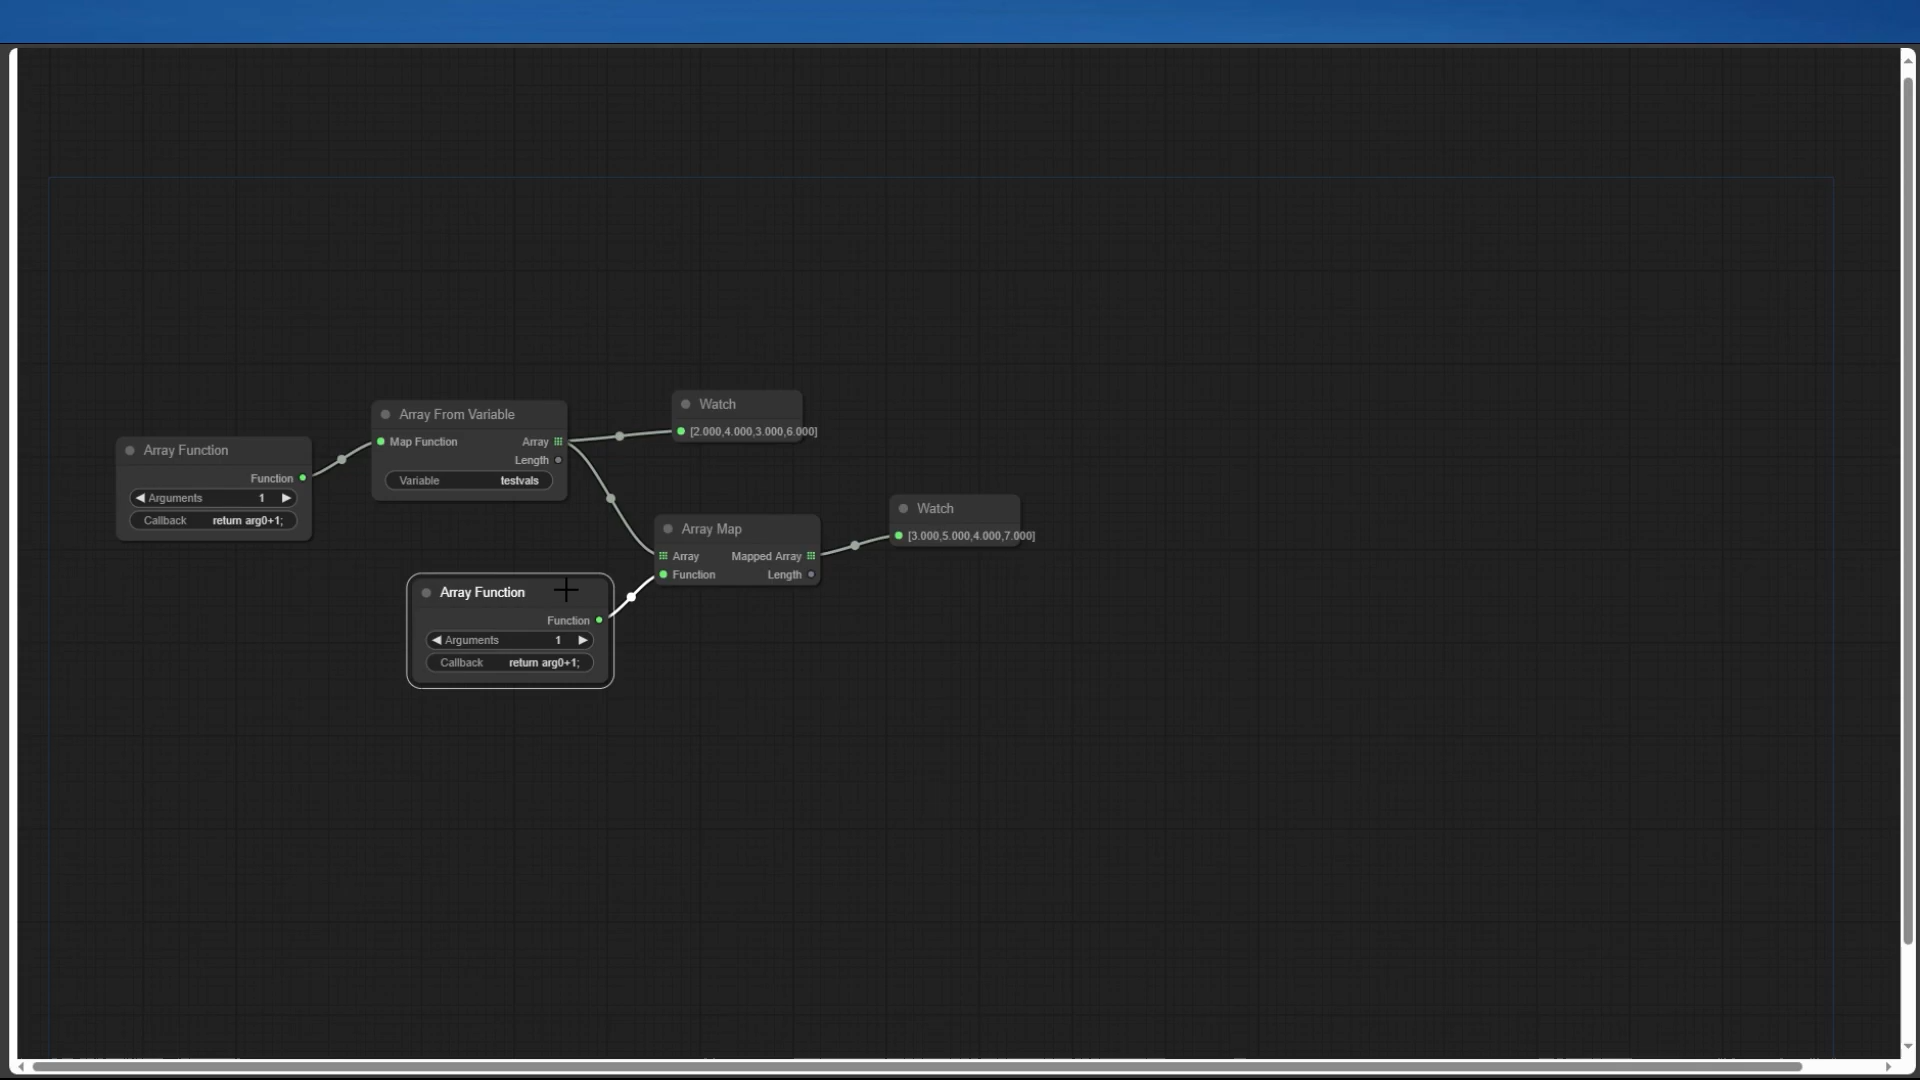 Array Function
Function
Arguments 1
Callback return arg0+1;
Array From Variable
Map Function Array
Length
Variable testvals
Watch
[2.000,4.000,3.000,6.000]
Array Map
Array Mapped Array
Function Length
Watch
[3.000,5.000,4.000,7.000]
Array Function
Function
Arguments 1
Callback return arg0+1;